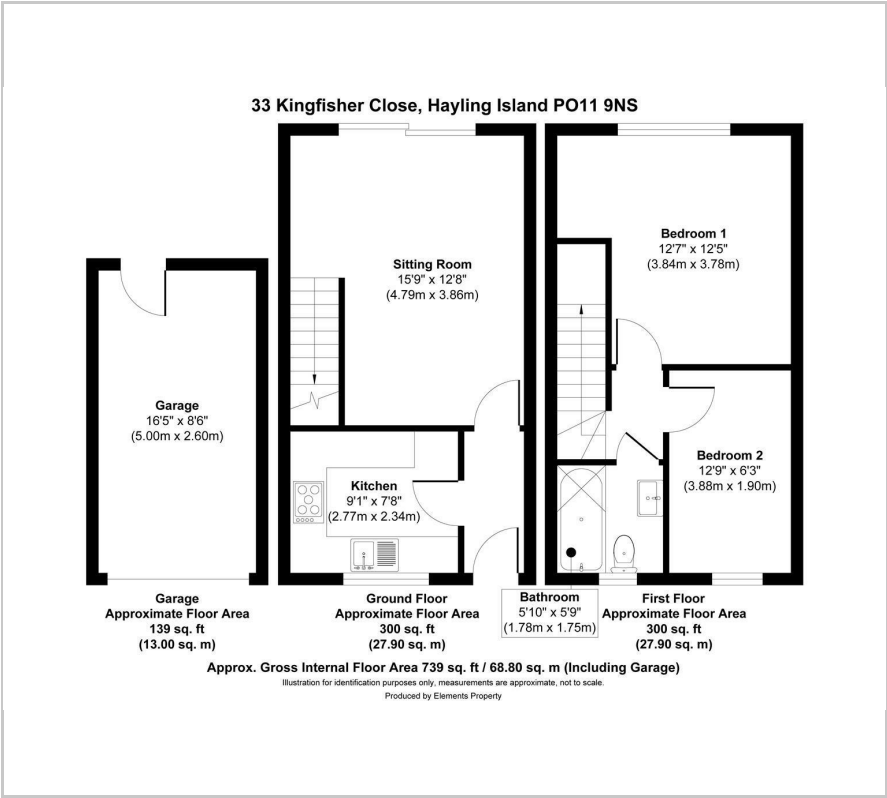 33 Kingfisher Close, Hayling Island PO11 9NS
Garage
16'5" x 8'6"
(5.00m x 2.60m)
Garage
Approximate Floor Area
139 sq. ft
(13.00 sq. m)
Sitting Room
15'9" x 12'8"
(4.79m x 3.86m)
Kitchen
9'1" x 7'8"
(2.77m x 2.34m)
Ground Floor
Approximate Floor Area
300 sq. ft
(27.90 sq. m)
Bedroom 1
12'7" x 12'5"
(3.84m x 3.78m)
Bedroom 2
12'9" x 6'3"
(3.88m x 1.90m)
Bathroom
5'10" x 5'9"
(1.78m x 1.75m)
First Floor
Approximate Floor Area
300 sq. ft
(27.90 sq. m)
Approx. Gross Internal Floor Area 739 sq. ft / 68.80 sq. m (Including Garage)
Illustration for identification purposes only, measurements are approximate, not to scale.
Produced by Elements Property